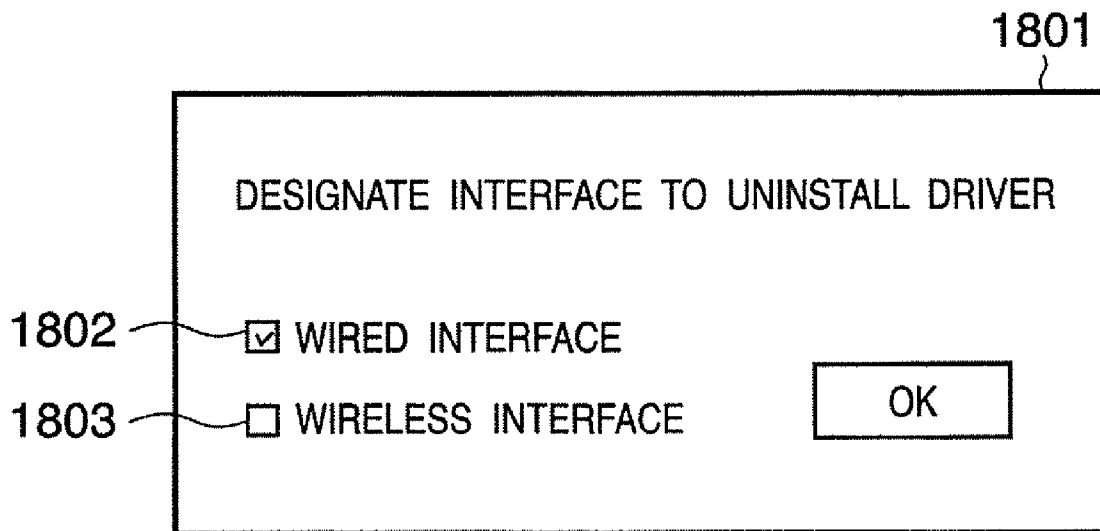 1801
DESIGNATE INTERFACE TO UNINSTALL DRIVER
1802 WIRED INTERFACE
1803 WIRELESS INTERFACE
OK